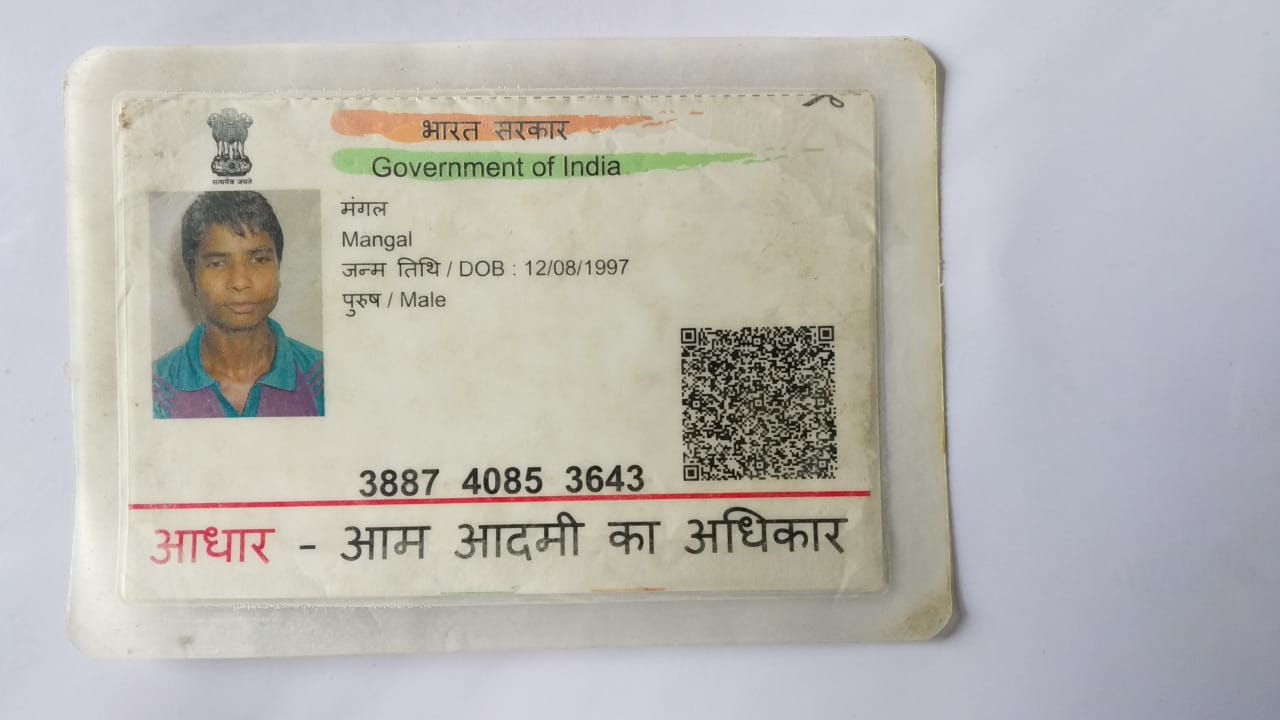 भारत सरकार
Government of India
सत्यमेव जयते
मंगल
Mangal
जन्म तिथि / DOB : 12/08/1997
पुरुष / Male
3887 4085 3643
आधार - आम आदमी का अधिकार